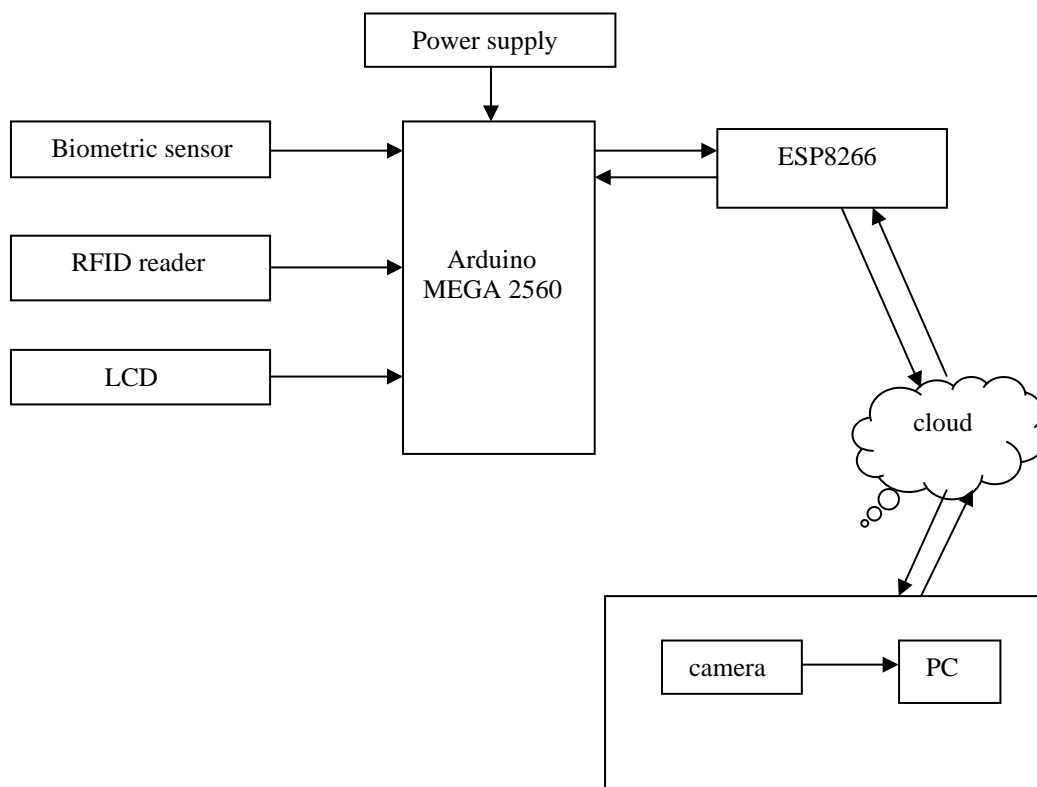 Power supply
Biometric sensor
ESP8266
RFID reader
Arduino
MEGA 2560
LCD
cloud
camera
PC